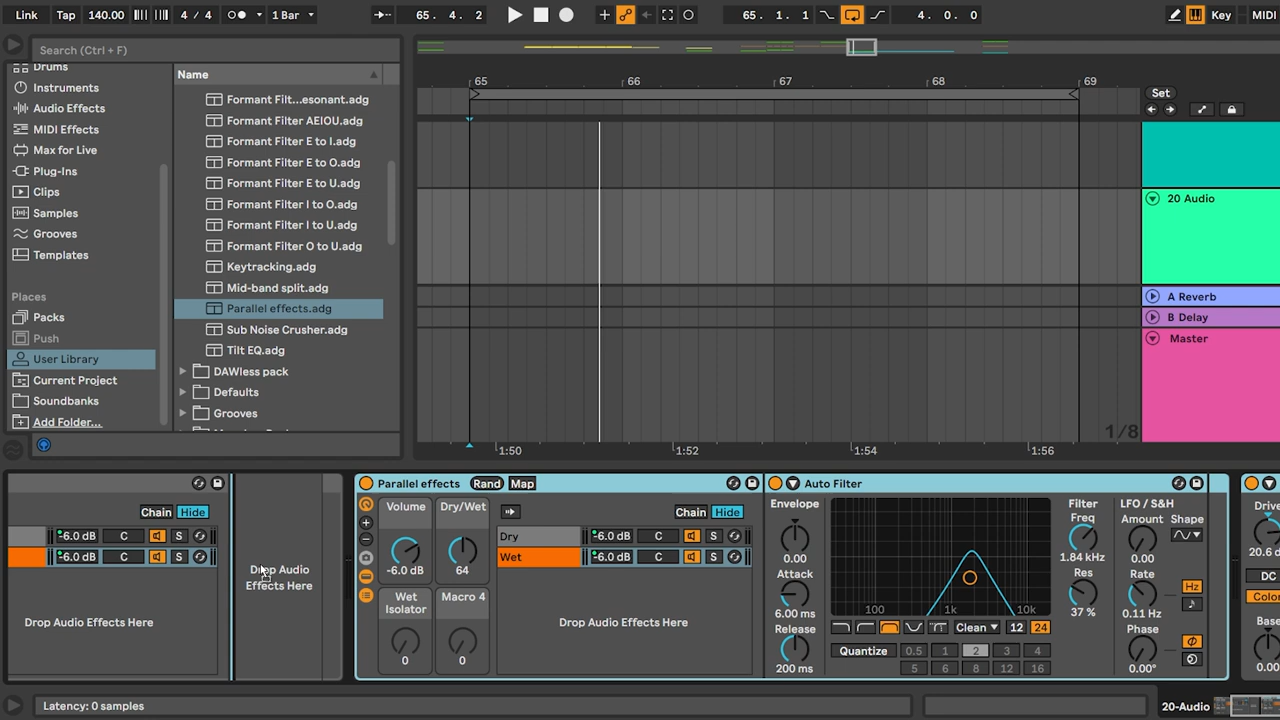 Link Tap 140.00 4 / 4 1 Bar 65. 4. 2 65. 1. 1 4. 0. 0 Key MIDI
Search (Ctrl + F)
Drums
Instruments
Audio Effects
MIDI Effects
Max for Live
Plug-Ins
Clips
Samples
Grooves
Templates
Places
Packs
Push
User Library
Current Project
Soundbanks
Add Folder...
Name
Formant Filt...esonant.adg
Formant Filter AEIOU.adg
Formant Filter E to I.adg
Formant Filter E to O.adg
Formant Filter E to U.adg
Formant Filter I to O.adg
Formant Filter I to U.adg
Formant Filter O to U.adg
Keytracking.adg
Mid-band split.adg
Parallel effects.adg
Sub Noise Crusher.adg
Tilt EQ.adg
DAWless pack
Defaults
Grooves
65 66 67 68 69
Set
20 Audio
A Reverb
B Delay
Master
1/8
1:50 1:52 1:54 1:56
Chain Hide
-6.0 dB C S
-6.0 dB C S
Drop Audio Effects Here
Drop Audio
Effects Here
Parallel effects Rand Map
Volume Dry/Wet
-6.0 dB 64
Wet
Isolator
Macro 4
0 0
Chain Hide
Dry -6.0 dB C S
Wet -6.0 dB C S
Drop Audio Effects Here
Auto Filter
Envelope
0.00
Attack
6.00 ms
Release
200 ms
100 1k 10k
Clean 12 24
Quantize 0.5 1 2 3 4
5 6 8 12 16
Filter
Freq
1.84 kHz
Res
37 %
LFO / S&H
Amount Shape
0.00
Rate
Hz
0.11 Hz
Phase
0.00°
Drive
20.6 d
DC
Color
Base
0.00
Latency: 0 samples
20-Audio